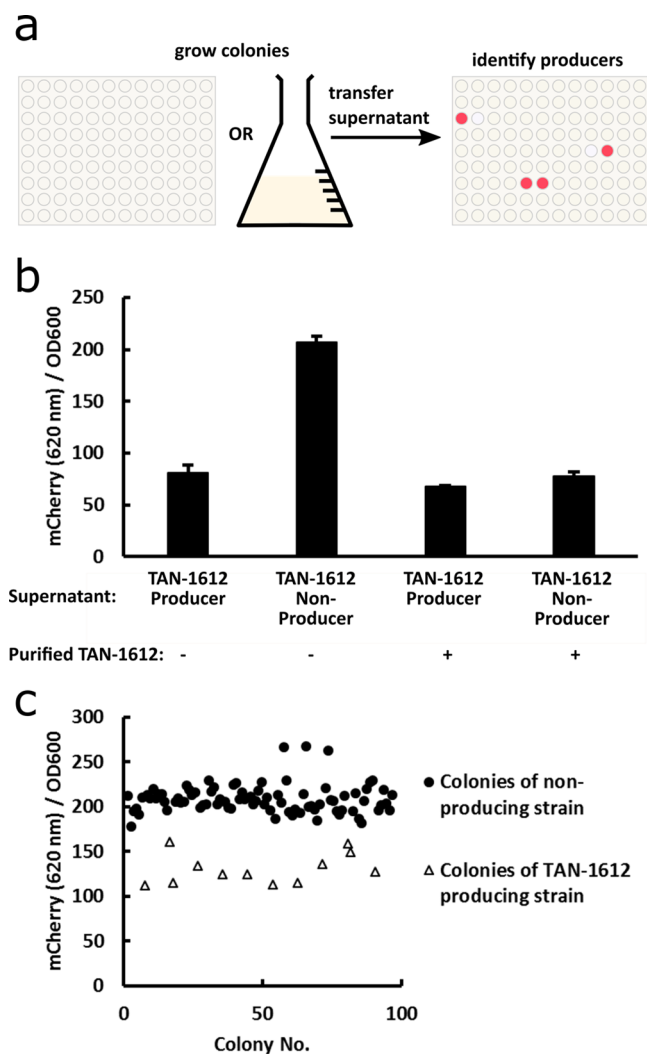 a
grow colonies
identify producers
OR
transfer
supernatant
b
mCherry (620 nm) / OD600
250
200
150
100
50
0
Supernatant:
TAN-1612
Producer
TAN-1612
Non-
Producer
TAN-1612
Producer
TAN-1612
Non-
Producer
Purified TAN-1612: - - + +
c
mCherry (620 nm) / OD600
300
250
200
150
100
50
0
0 50 100
Colony No.
Colonies of non-
producing strain
Colonies of TAN-1612
producing strain